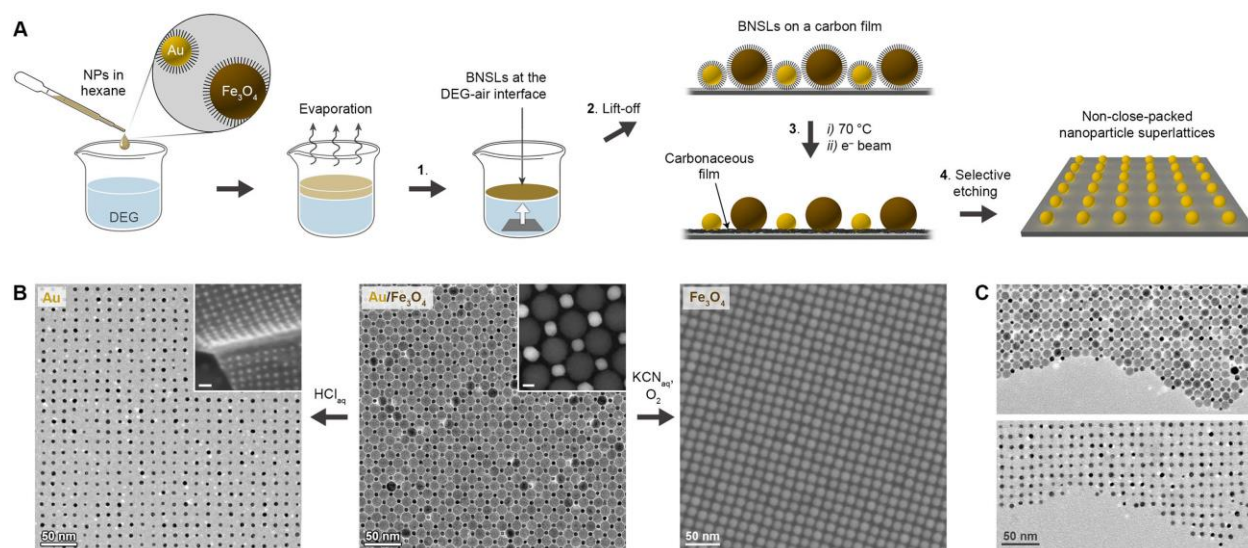 A
NPs in
hexane
Au
Fe₃O₄
DEG
Evaporation
1.
BNSLs at the
DEG-air interface
2. Lift-off
BNSLs on a carbon film
3.
i) 70 °C
ii) e⁻ beam
Carbonaceous
film
4. Selective
etching
Non-close-packed
nanoparticle superlattices
B
Au
50 nm
HClaq
Au/Fe₃O₄
50 nm
KCNaq,
O₂
Fe₃O₄
50 nm
C
50 nm